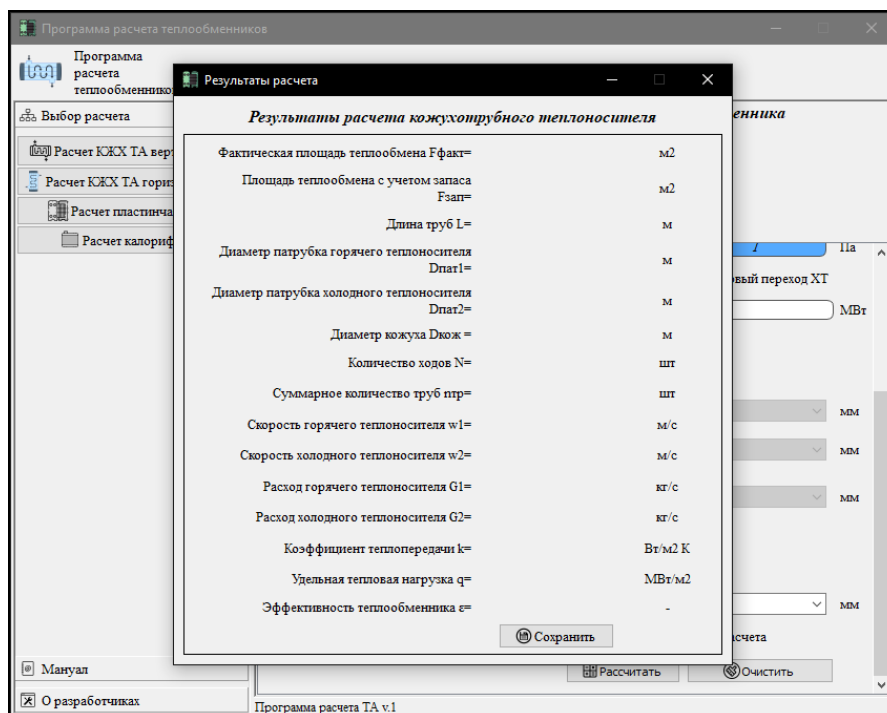 Программа расчета теплообменников
Программа
расчета
теплообменнико
Выбор расчета
Расчет КЖХ ТА верт
Расчет КЖХ ТА гориз
Расчет пластинча
Расчет калориф
Мануал
О разработчиках
Результаты расчета
Результаты расчета кожухотрубного теплоносителя
Фактическая площадь теплообмена Fфакт= м2
Площадь теплообмена с учетом запаса
Fзап= м2
Длина труб L= м
Диаметр патрубка горячего теплоносителя
Dпат1= м
Диаметр патрубка холодного теплоносителя
Dпат2= м
Диаметр кожуха Dкож = м
Количество ходов N= шт
Суммарное количество труб nтр= шт
Скорость горячего теплоносителя w1= м/с
Скорость холодного теплоносителя w2= м/с
Расход горячего теплоносителя G1= кг/с
Расход холодного теплоносителя G2= кг/с
Коэффициент теплопередачи k= Вт/м2 К
Удельная тепловая нагрузка q= МВт/м2
Эффективность теплообменника ε= -
Сохранить
енника
Па
овый переход ХТ
МВт
мм
мм
мм
мм
асчета
Рассчитать
Очистить
Программа расчета ТА v.1